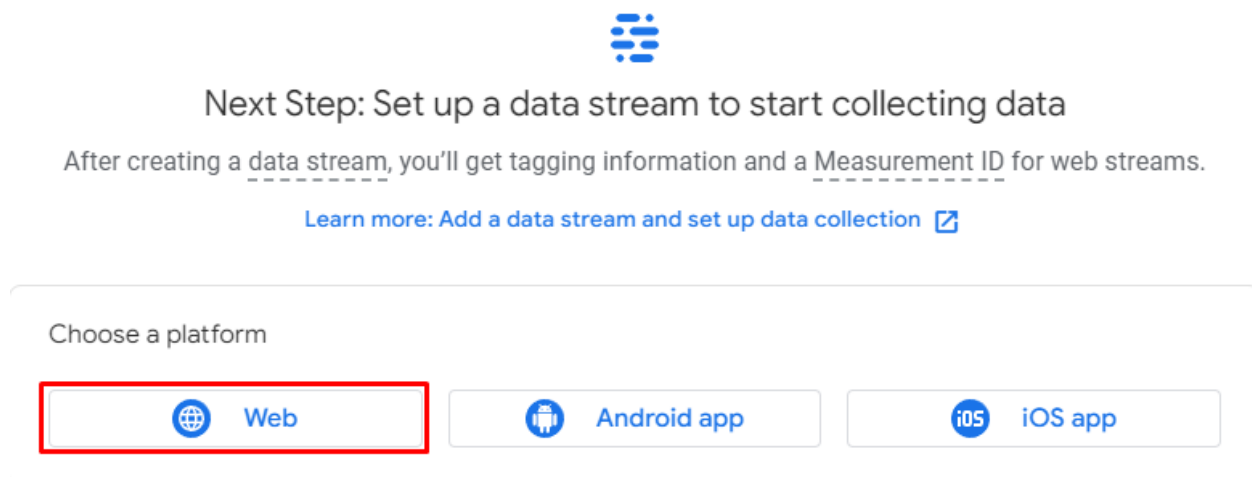 Next Step: Set up a data stream to start collecting data
After creating a data stream, you'll get tagging information and a Measurement ID for web streams.
Learn more: Add a data stream and set up data collection
Choose a platform
Web
Android app
iOS iOS app